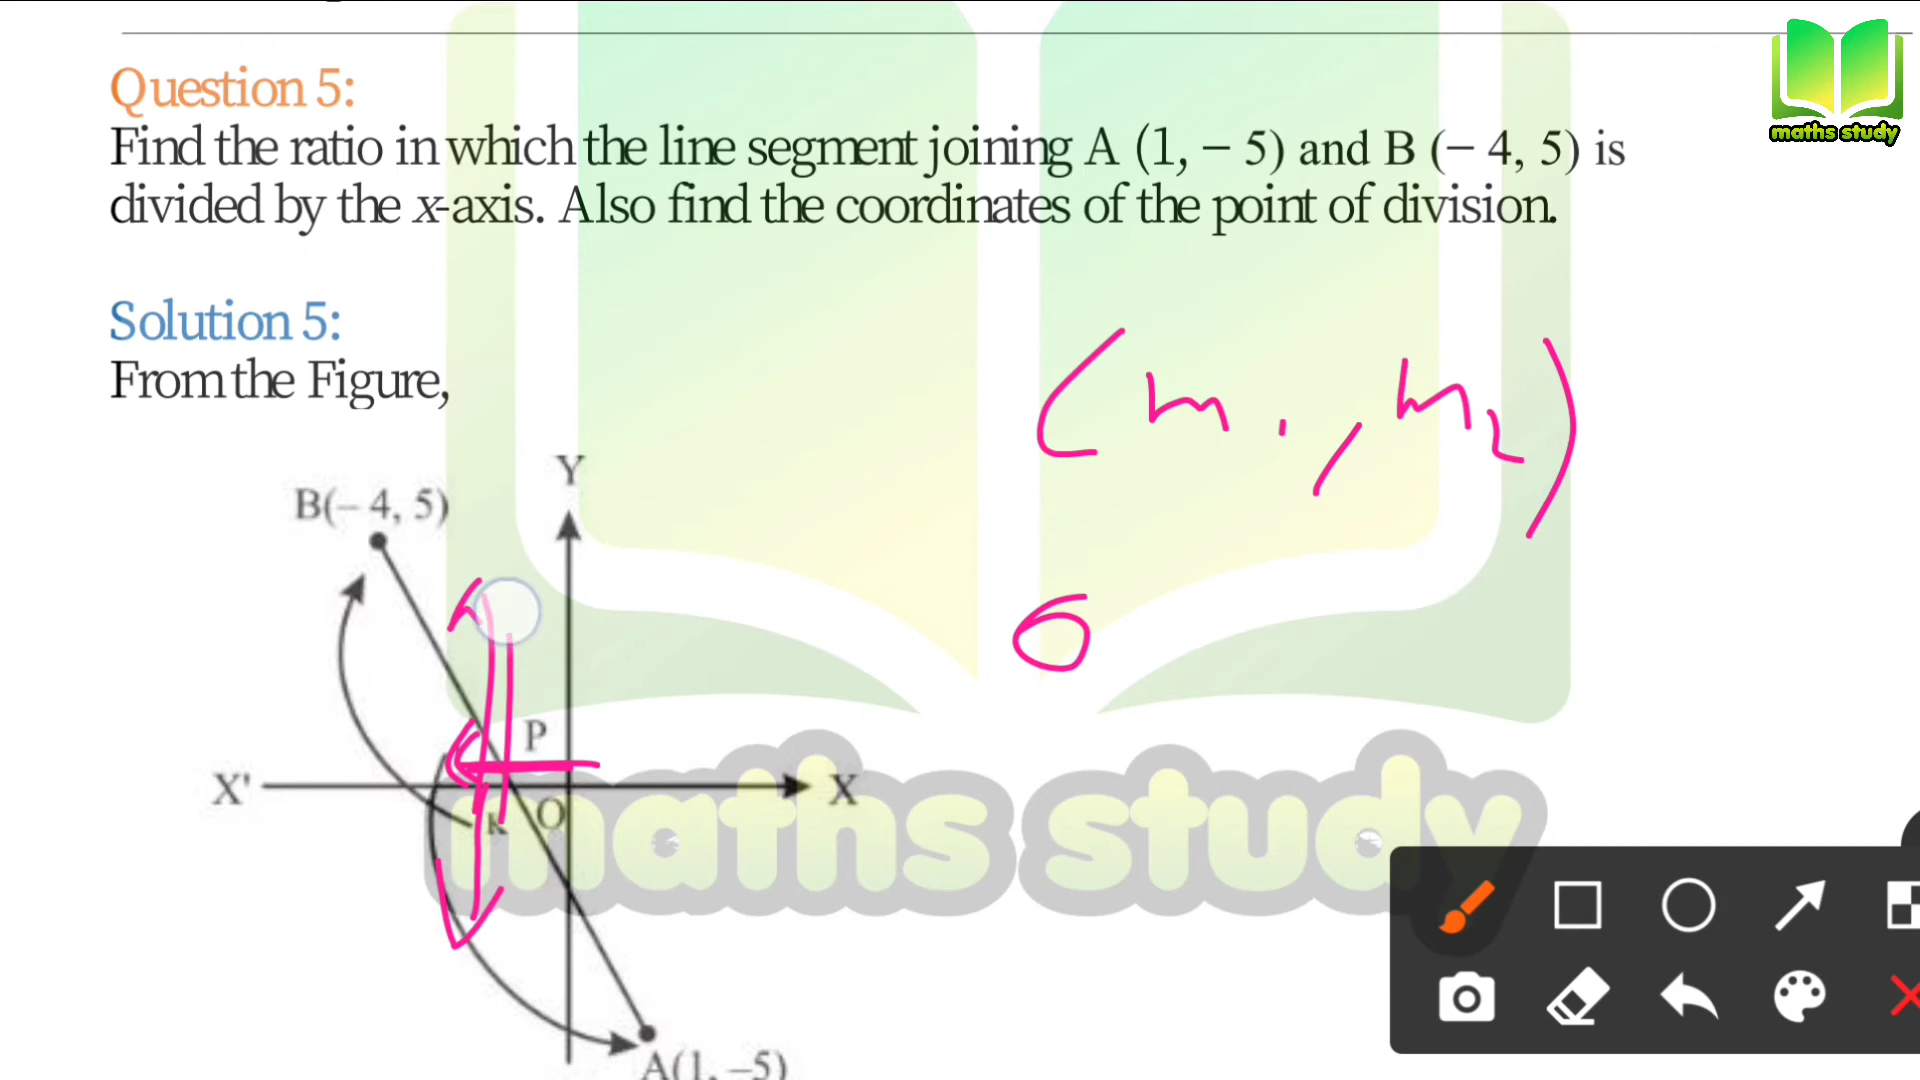 maths study
Question 5:
Find the ratio in which the line segment joining A (1, − 5) and B (− 4, 5) is
divided by the x-axis. Also find the coordinates of the point of division.
Solution 5:
From the Figure,
(m1, m2)
Y
B(– 4, 5)
6
P
X'
X
K
O
maths study
A(1, –5)